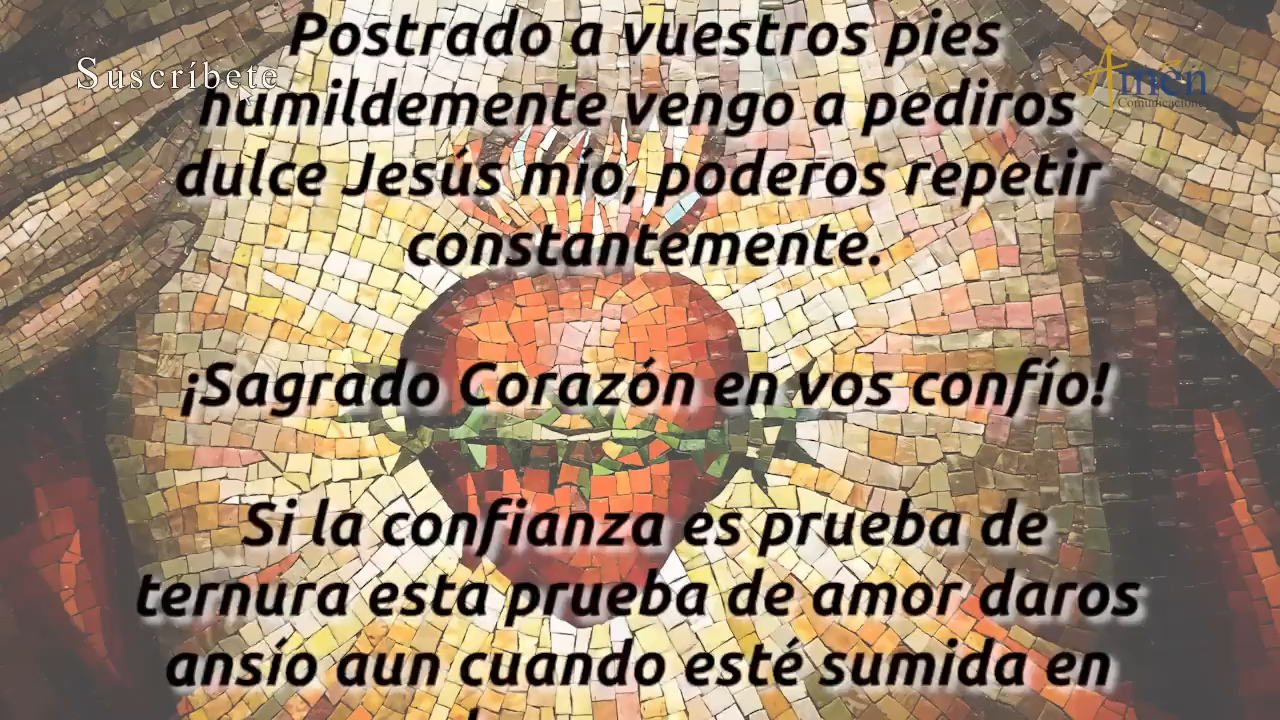 Postrado a vuestros pies
Suscríbete
Amén
Comunicaciones
humildemente vengo a pediros
dulce Jesús mío, poderos repetir
constantemente.
¡Sagrado Corazón en vos confío!
Si la confianza es prueba de
ternura esta prueba de amor daros
ansío aun cuando esté sumida en